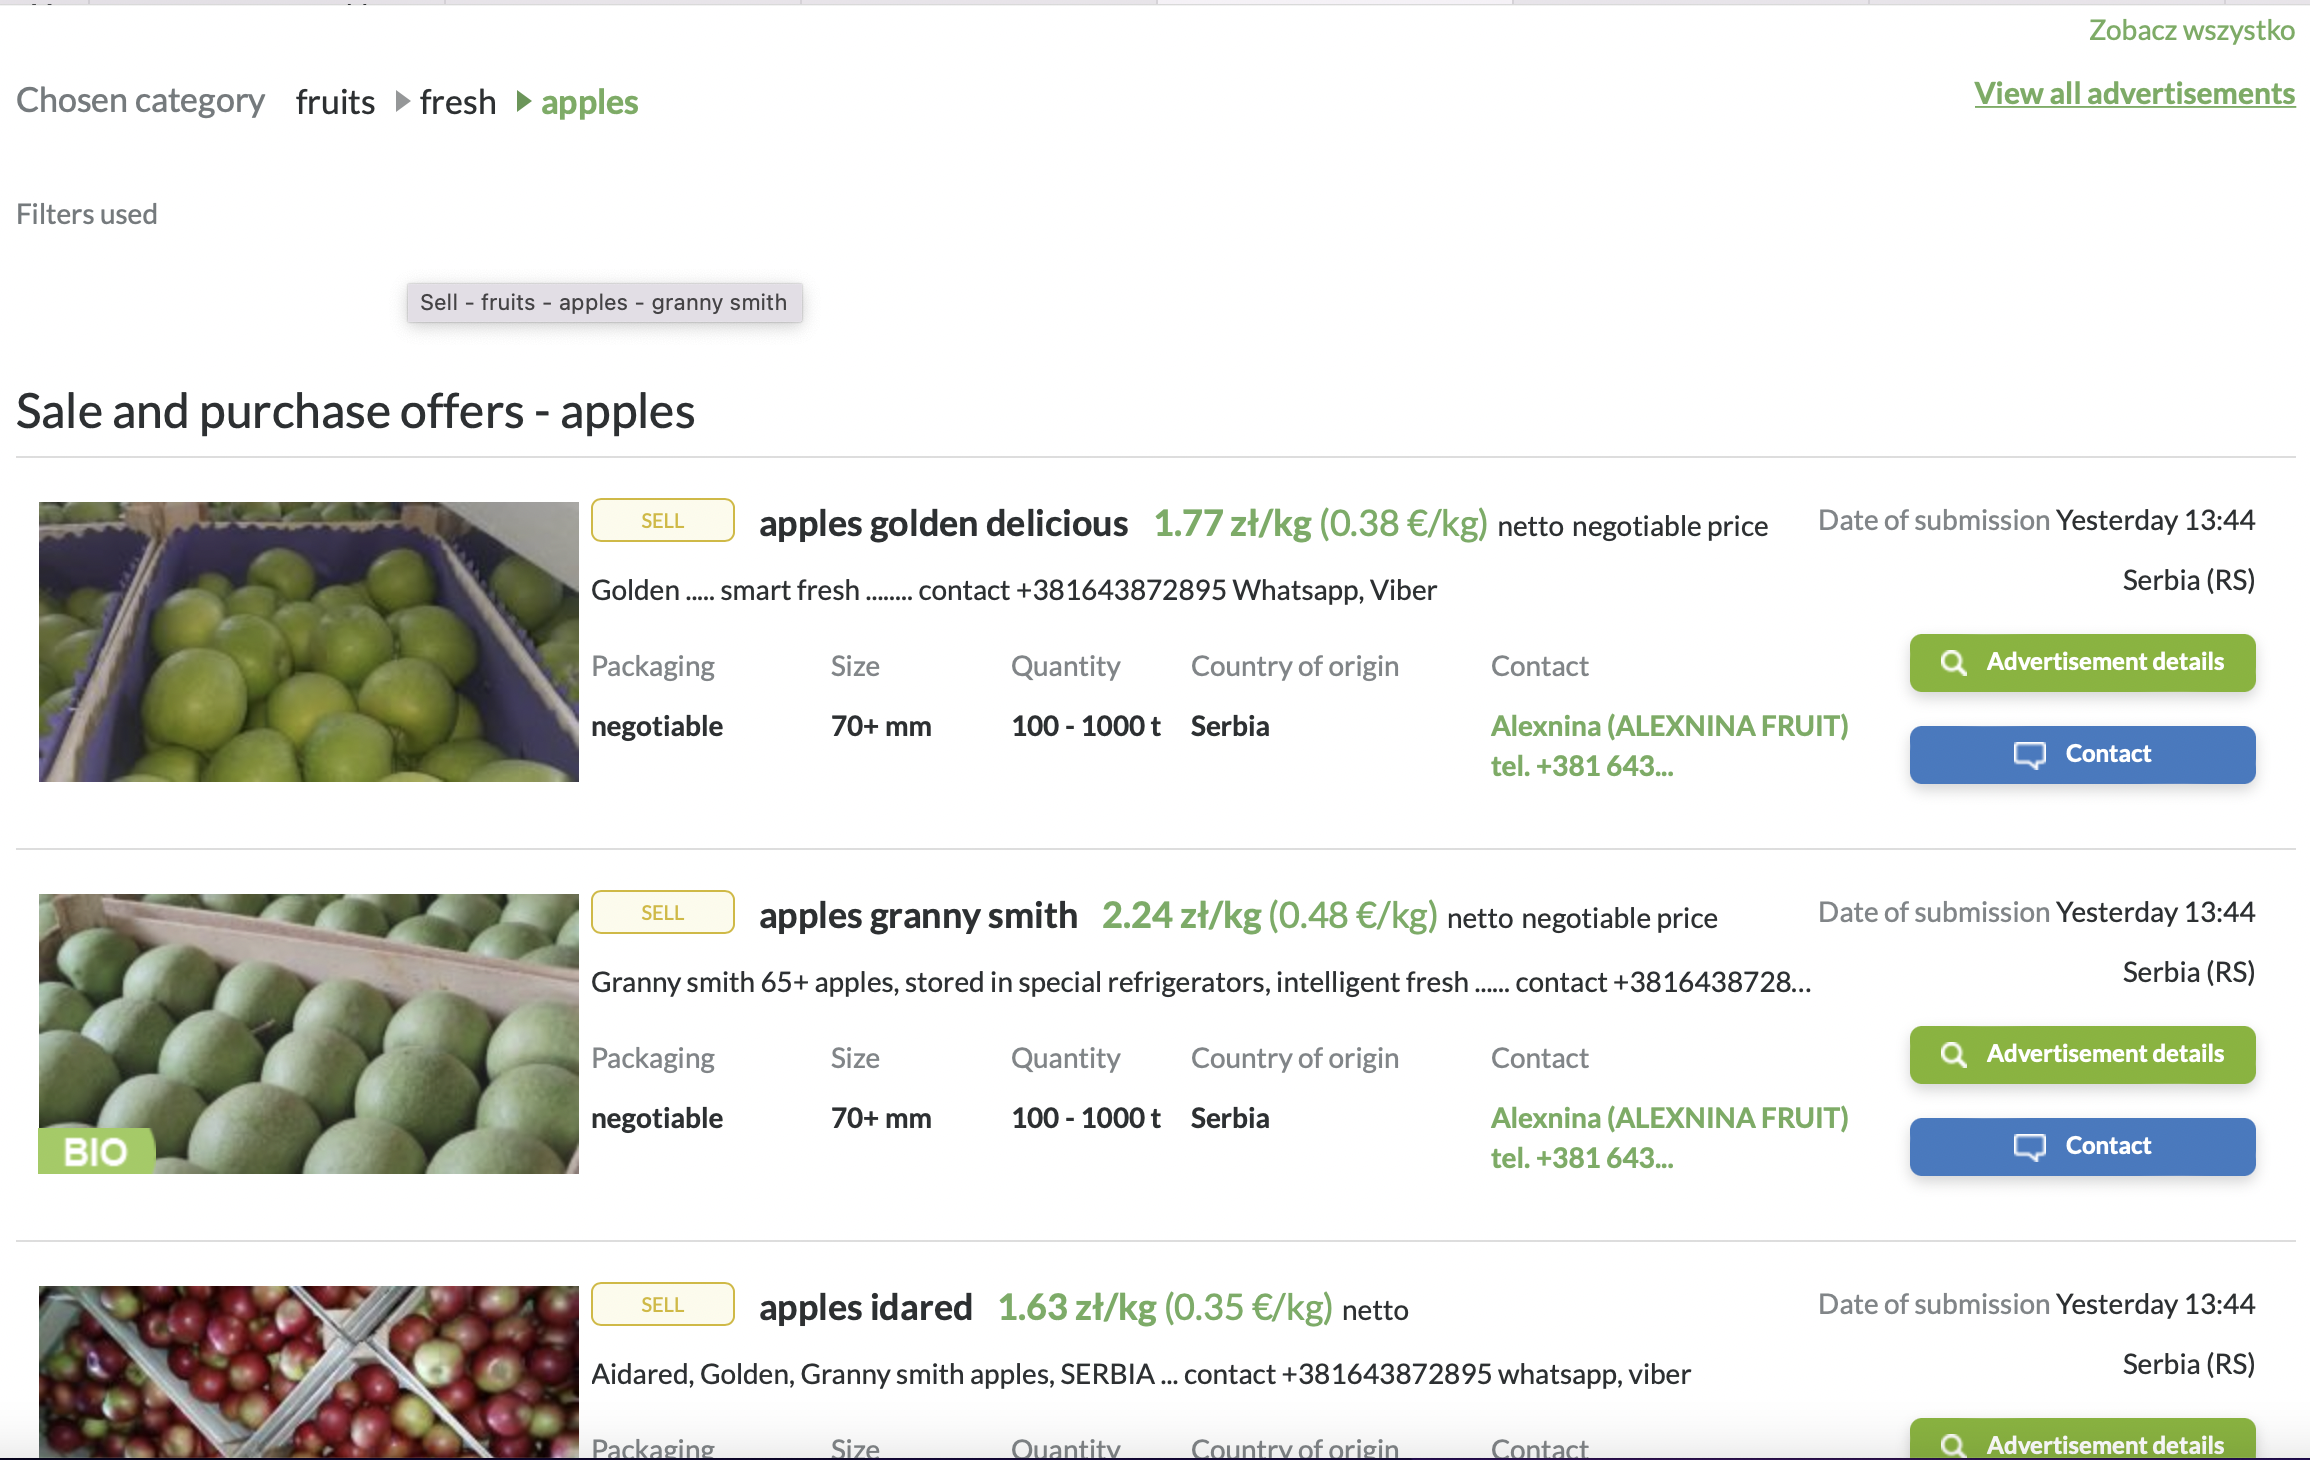 Zobacz wszystko
Chosen category fruits fresh apples
View all advertisements
Filters used
Sell - fruits - apples - granny smith
Sale and purchase offers - apples
SELL apples golden delicious 1.77 zł/kg (0.38 €/kg) netto negotiable price Date of submission Yesterday 13:44
Serbia (RS)
Golden ..... smart fresh ........ contact +381643872895 Whatsapp, Viber
Packaging Size Quantity Country of origin Contact
Advertisement details
negotiable 70+ mm 100 - 1000 t Serbia Alexnina (ALEXNINA FRUIT)
tel. +381 643...
Contact
SELL apples granny smith 2.24 zł/kg (0.48 €/kg) netto negotiable price Date of submission Yesterday 13:44
Serbia (RS)
Granny smith 65+ apples, stored in special refrigerators, intelligent fresh ...... contact +3816438728...
Packaging Size Quantity Country of origin Contact
Advertisement details
negotiable 70+ mm 100 - 1000 t Serbia Alexnina (ALEXNINA FRUIT)
tel. +381 643...
Contact
BIO
SELL apples idared 1.63 zł/kg (0.35 €/kg) netto Date of submission Yesterday 13:44
Serbia (RS)
Aidared, Golden, Granny smith apples, SERBIA ... contact +381643872895 whatsapp, viber
Packaging Size Quantity Country of origin Contact
Advertisement details